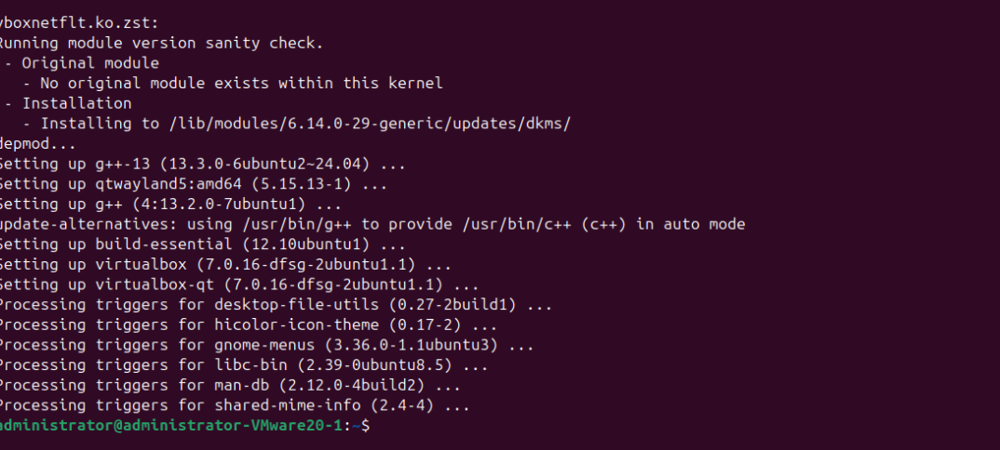 vboxnetflt.ko.zst:
Running module version sanity check.
 - Original module
   - No original module exists within this kernel
 - Installation
   - Installing to /lib/modules/6.14.0-29-generic/updates/dkms/
depmod...
Setting up g++-13 (13.3.0-6ubuntu2~24.04) ...
Setting up qtwayland5:amd64 (5.15.13-1) ...
Setting up g++ (4:13.2.0-7ubuntu1) ...
update-alternatives: using /usr/bin/g++ to provide /usr/bin/c++ (c++) in auto mode
Setting up build-essential (12.10ubuntu1) ...
Setting up virtualbox (7.0.16-dfsg-2ubuntu1.1) ...
Setting up virtualbox-qt (7.0.16-dfsg-2ubuntu1.1) ...
Processing triggers for desktop-file-utils (0.27-2build1) ...
Processing triggers for hicolor-icon-theme (0.17-2) ...
Processing triggers for gnome-menus (3.36.0-1.1ubuntu3) ...
Processing triggers for libc-bin (2.39-0ubuntu8.5) ...
Processing triggers for man-db (2.12.0-4build2) ...
Processing triggers for shared-mime-info (2.4-4) ...
administrator@administrator-VMware20-1:~$